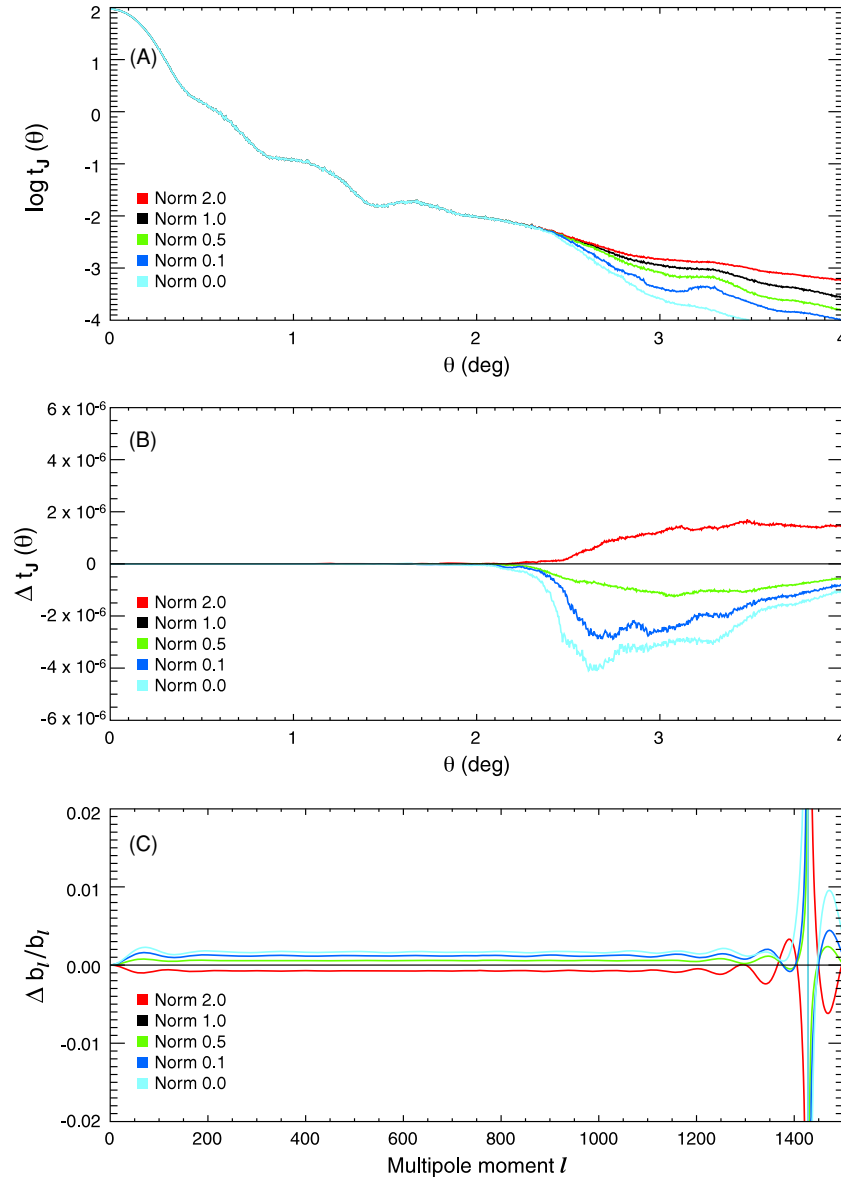 2
1
0
-1
-2
-3
-4
log tJ (θ)
(A)
Norm 2.0
Norm 1.0
Norm 0.5
Norm 0.1
Norm 0.0
0
1
2
3
4
θ (deg)
6 x 10-6
4 x 10-6
2 x 10-6
0
-2 x 10-6
-4 x 10-6
-6 x 10-6
Δ tJ (θ)
(B)
Norm 2.0
Norm 1.0
Norm 0.5
Norm 0.1
Norm 0.0
0
1
2
3
4
θ (deg)
0.02
0.01
0.00
-0.01
-0.02
Δ bl/bl
(C)
Norm 2.0
Norm 1.0
Norm 0.5
Norm 0.1
Norm 0.0
0
200
400
600
800
1000
1200
1400
Multipole moment l